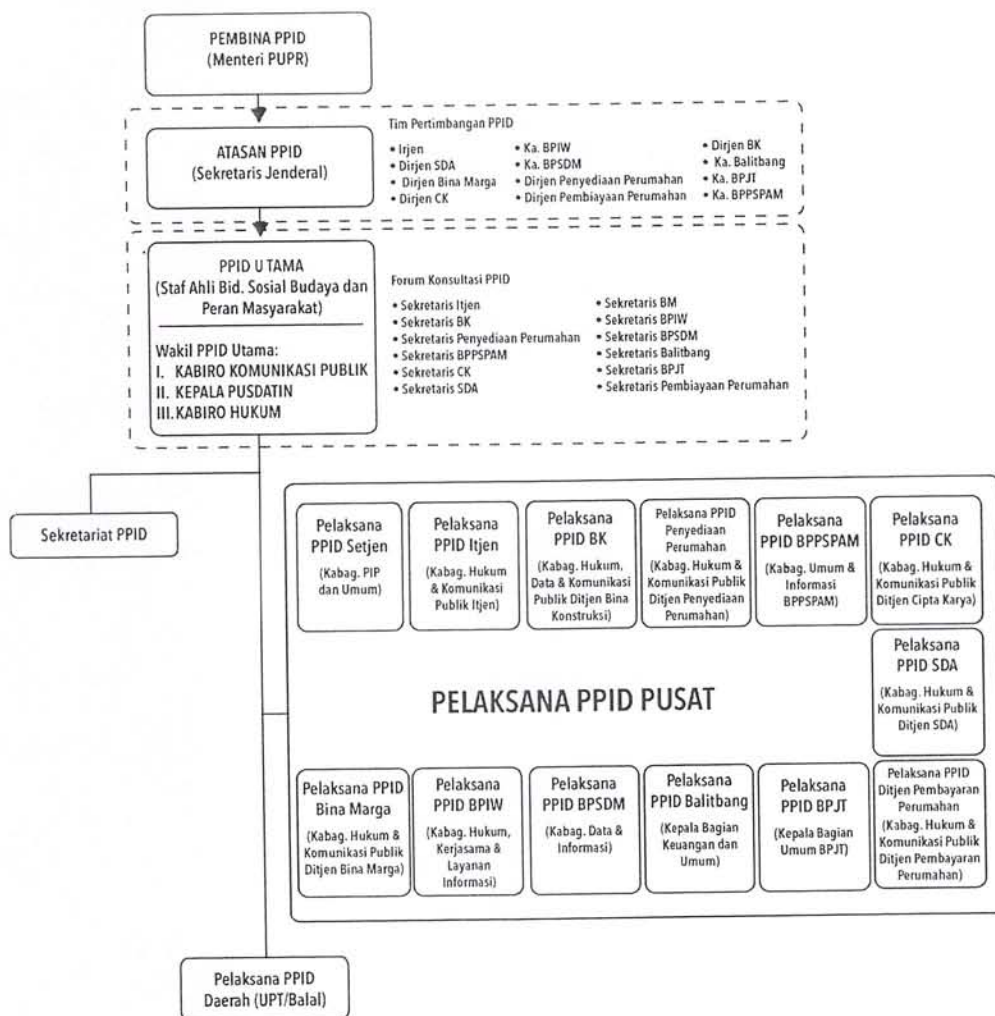 PEMBINA PPID
(Menteri PUPR)
ATASAN PPID
(Sekretaris Jenderal)
Tim Pertimbangan PPID
• Irjen
• Dirjen SDA
• Dirjen Bina Marga
• Dirjen CK
• Ka. BPIW
• Ka. BPSDM
• Dirjen Penyediaan Perumahan
• Dirjen Pembiayaan Perumahan
• Dirjen BK
• Ka. Balitbang
• Ka. BPJT
• Ka. BPPSPAM
PPID UTAMA
(Staf Ahli Bid. Sosial Budaya dan
Peran Masyarakat)
Wakil PPID Utama:
I. KABIRO KOMUNIKASI PUBLIK
II. KEPALA PUSDATIN
III. KABIRO HUKUM
Forum Konsultasi PPID
• Sekretaris Itjen
• Sekretaris BK
• Sekretaris Penyediaan Perumahan
• Sekretaris BPPSPAM
• Sekretaris CK
• Sekretaris SDA
• Sekretaris BM
• Sekretaris BPIW
• Sekretaris BPSDM
• Sekretaris Balitbang
• Sekretaris BPJT
• Sekretaris Pembiayaan Perumahan
Sekretariat PPID
Pelaksana
PPID Setjen
(Kabag. PIP
dan Umum)
Pelaksana
PPID Itjen
(Kabag. Hukum
& Komunikasi
Publik Itjen)
Pelaksana
PPID BK
(Kabag. Hukum,
Data & Komunikasi
Publik Ditjen Bina
Konstruksi)
Pelaksana PPID
Penyediaan
Perumahan
(Kabag. Hukum &
Komunikasi Publik
Ditjen Penyediaan
Perumahan)
Pelaksana
PPID BPPSPAM
(Kabag. Umum &
Informasi
BPPSPAM)
Pelaksana
PPID CK
(Kabag. Hukum &
Komunikasi Publik
Ditjen Cipta Karya)
Pelaksana
PPID SDA
(Kabag. Hukum &
Komunikasi Publik
Ditjen SDA)
PELAKSANA PPID PUSAT
Pelaksana PPID
Bina Marga
(Kabag. Hukum &
Komunikasi Publik
Ditjen Bina Marga)
Pelaksana
PPID BPIW
(Kabag. Hukum,
Kerjasama &
Layanan
Informasi)
Pelaksana
PPID BPSDM
(Kabag. Data &
Informasi)
Pelaksana
PPID Balitbang
(Kepala Bagian
Keuangan dan
Umum)
Pelaksana
PPID BPJT
(Kepala Bagian
Umum BPJT)
Pelaksana PPID
Ditjen Pembayaran
Perumahan
(Kabag. Hukum &
Komunikasi Publik
Ditjen Pembayaran
Perumahan)
Pelaksana PPID
Daerah (UPT/Balal)